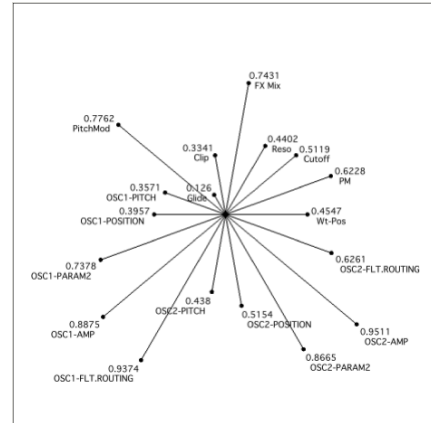 0.7431
FX Mix
0.7762
PitchMod
0.3341
Clip
0.4402
Reso
0.5119
Cutoff
0.6228
PM
0.3571
OSC1-PITCH
0.126
Glide
0.3957
OSC1-POSITION
0.4547
Wt-Pos
0.7378
OSC1-PARAM2
0.6261
OSC2-FLT.ROUTING
0.438
OSC2-PITCH
0.5154
OSC2-POSITION
0.8875
OSC1-AMP
0.9511
OSC2-AMP
0.9374
OSC1-FLT.ROUTING
0.8665
OSC2-PARAM2